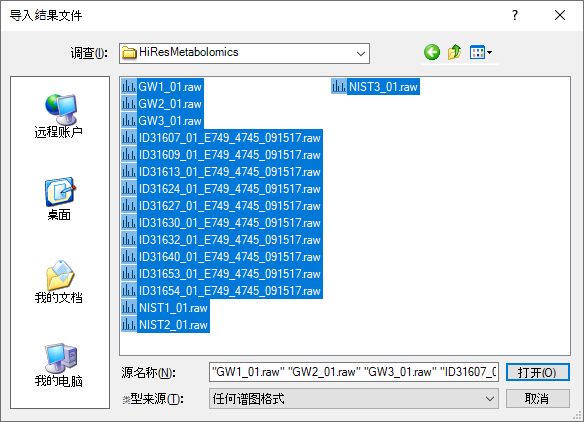 导入结果文件
调查(I):
HiResMetabolomics
远程账户
桌面
我的文档
我的电脑
GW1_01.raw
GW2_01.raw
GW3_01.raw
ID31607_01_E749_4745_091517.raw
ID31609_01_E749_4745_091517.raw
ID31613_01_E749_4745_091517.raw
ID31624_01_E749_4745_091517.raw
ID31627_01_E749_4745_091517.raw
ID31630_01_E749_4745_091517.raw
ID31632_01_E749_4745_091517.raw
ID31640_01_E749_4745_091517.raw
ID31653_01_E749_4745_091517.raw
ID31654_01_E749_4745_091517.raw
NIST1_01.raw
NIST2_01.raw
NIST3_01.raw
源名称(N):
"GW1_01.raw" "GW2_01.raw" "GW3_01.raw" "ID31607_0
打开(O)
类型来源(T):
任何谱图格式
取消